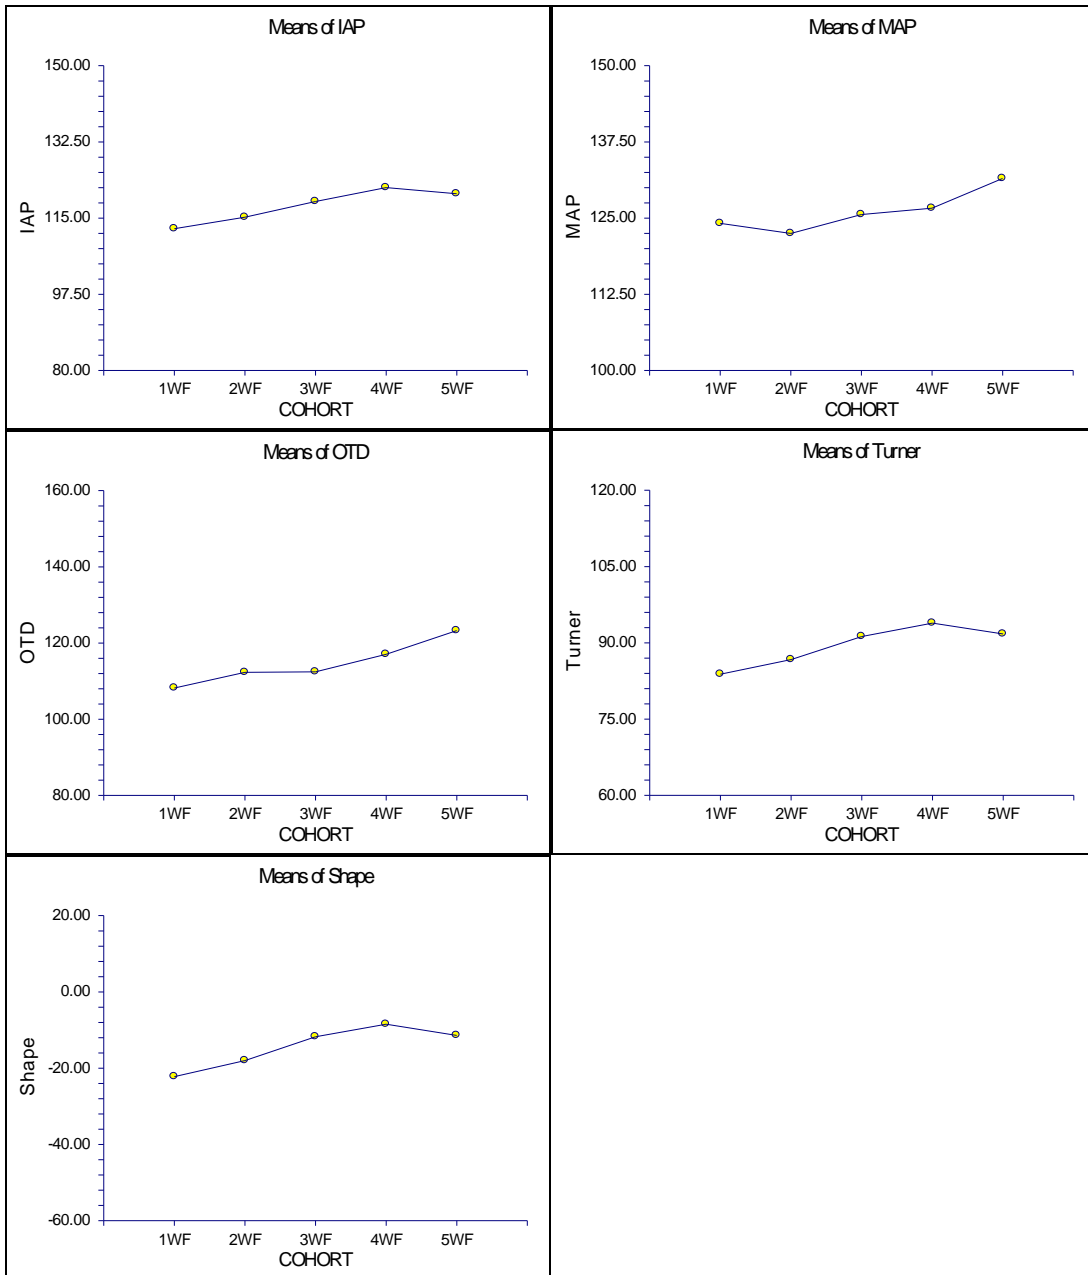 Means of IAP
150.00
132.50
115.00
97.50
80.00
IAP
1WF 2WF 3WF 4WF 5WF
COHORT
Means of MAP
150.00
137.50
125.00
112.50
100.00
MAP
1WF 2WF 3WF 4WF 5WF
COHORT
Means of OTD
160.00
140.00
120.00
100.00
80.00
OTD
1WF 2WF 3WF 4WF 5WF
COHORT
Means of Turner
120.00
105.00
90.00
75.00
60.00
Turner
1WF 2WF 3WF 4WF 5WF
COHORT
Means of Shape
20.00
0.00
-20.00
-40.00
-60.00
Shape
1WF 2WF 3WF 4WF 5WF
COHORT